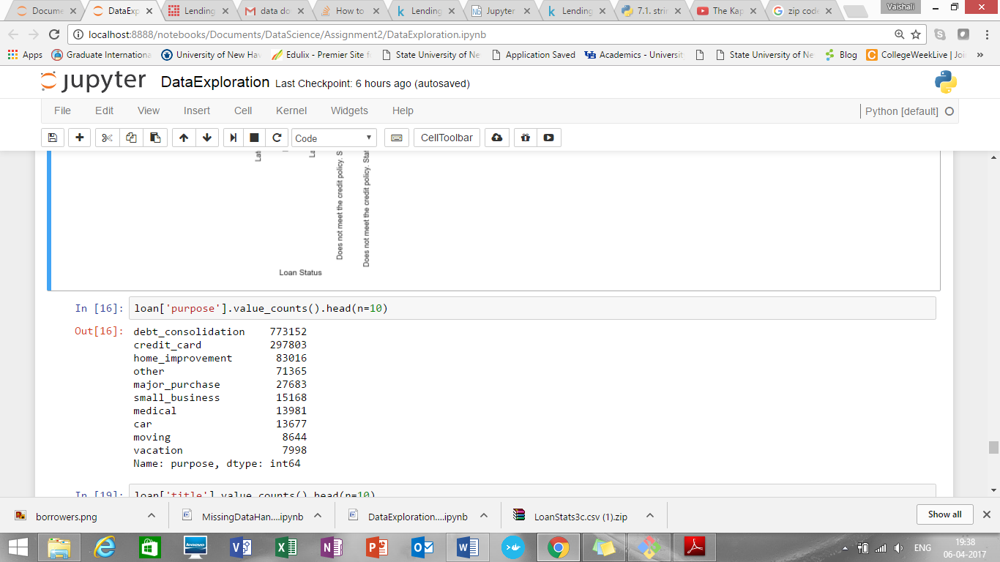 Docume
DataExp
Lending
data do
How to
Lending
Jupyter
Lending
7.1. stri
The Kap
zip code
Vaishali
localhost:8888/notebooks/Documents/DataScience/Assignment2/DataExploration.ipynb
Apps
Graduate Internationa
University of New Hav
Edulix - Premier Site f
State University of Ne
Application Saved
Academics - Universit
State University of Ne
Blog
CollegeWeekLive | Joi
jupyter DataExploration Last Checkpoint: 6 hours ago (autosaved)
File Edit View Insert Cell Kernel Widgets Help Python [default]
Code CellToolbar
Does not meet the credit policy. S
Does not meet the credit policy. Stat
Loan Status
In [16]: loan['purpose'].value_counts().head(n=10)
Out[16]: debt_consolidation 773152
credit_card 297803
home_improvement 83016
other 71365
major_purchase 27683
small_business 15168
medical 13981
car 13677
moving 8644
vacation 7998
Name: purpose, dtype: int64
In [19]: loan['title'].value_counts().head(n=10)
borrowers.png
MissingDataHan....ipynb
DataExploration....ipynb
LoanStats3c.csv (1).zip
Show all
lenovo
ENG
19:38
06-04-2017